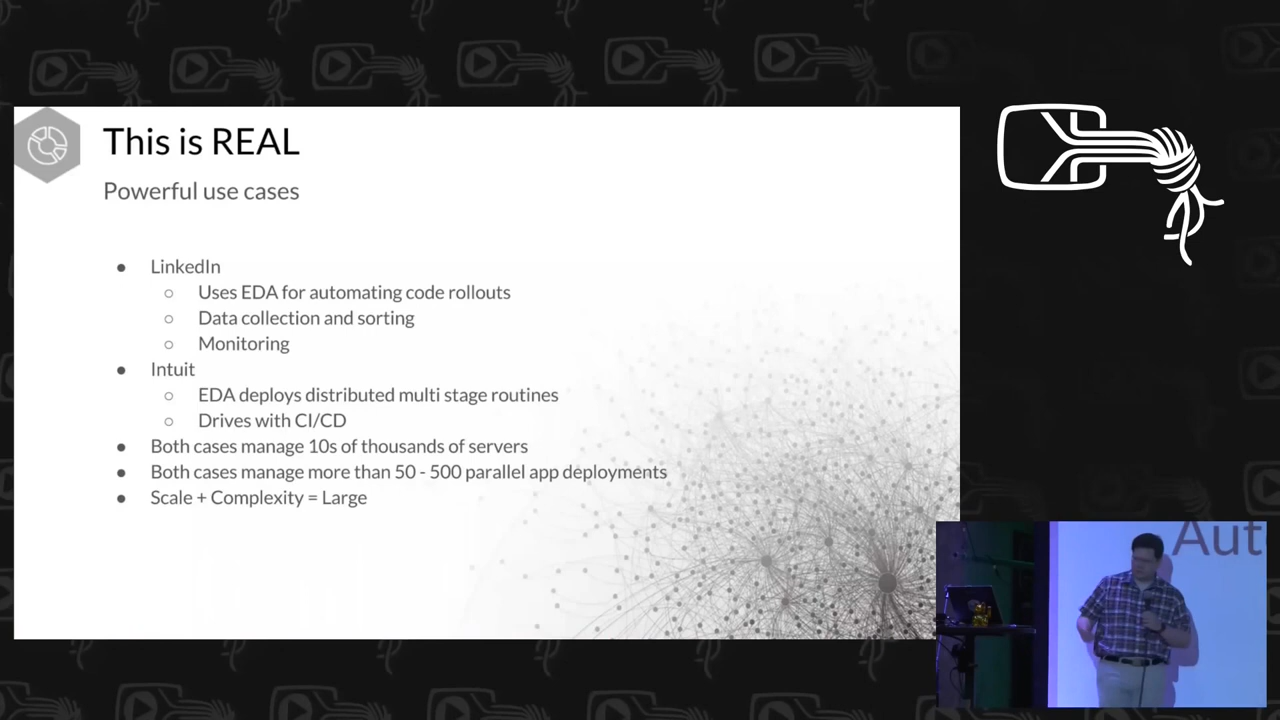 This is REAL
Powerful use cases
● LinkedIn
○ Uses EDA for automating code rollouts
○ Data collection and sorting
○ Monitoring
● Intuit
○ EDA deploys distributed multi stage routines
○ Drives with CI/CD
● Both cases manage 10s of thousands of servers
● Both cases manage more than 50 - 500 parallel app deployments
● Scale + Complexity = Large
Aut